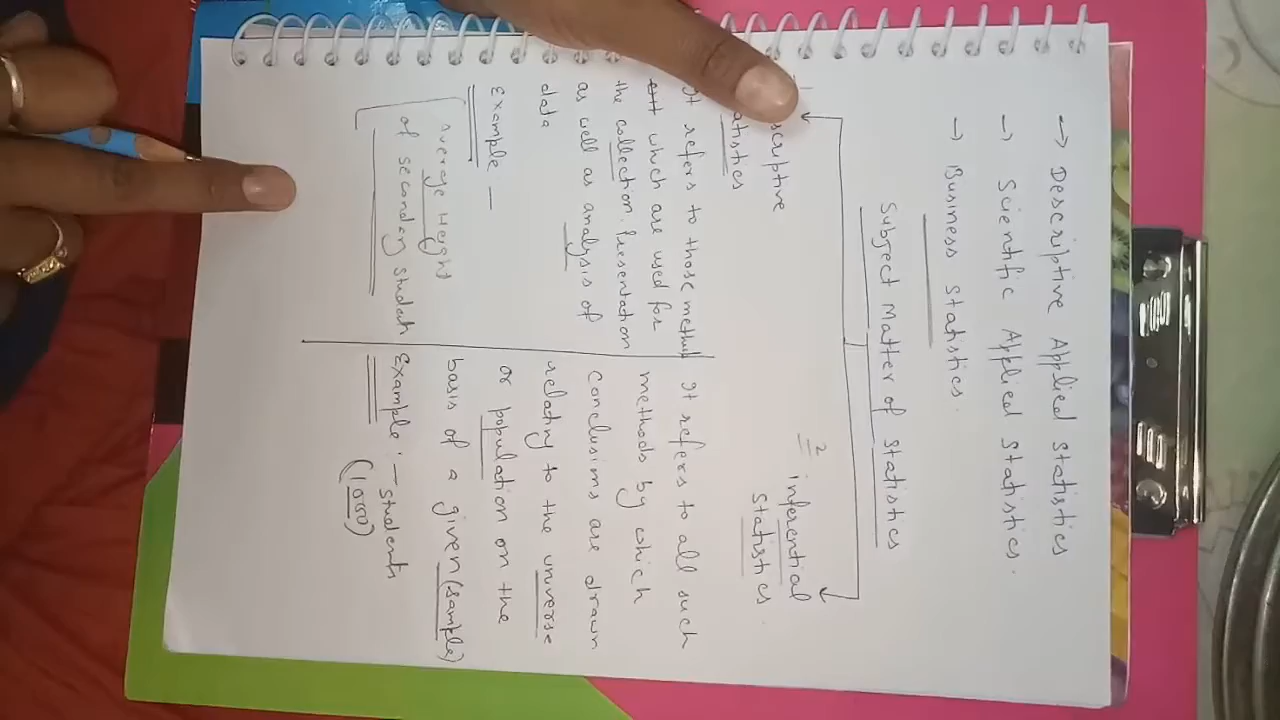 → Descriptive Applied Statistics
→ Scientific Applied Statistics.
→ Business Statistics.
Subject Matter of Statistics
scriptive
atistics
It refers to those method
which are used for
the collection, Presentation
as well as analysis of
data
Example —
Average Height
of secondry student
2 inferential
Statistics.
It refers to all such
methods by which
conclusions are drawn
relating to the universe
or population on the
basis of a given (sample)
Example :— Students
(1000)